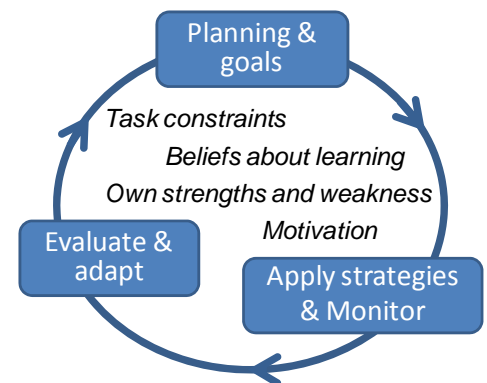 Planning &
goals
Task constraints
Beliefs about learning
Own strengths and weakness
Motivation
Evaluate &
adapt
Apply strategies
& Monitor